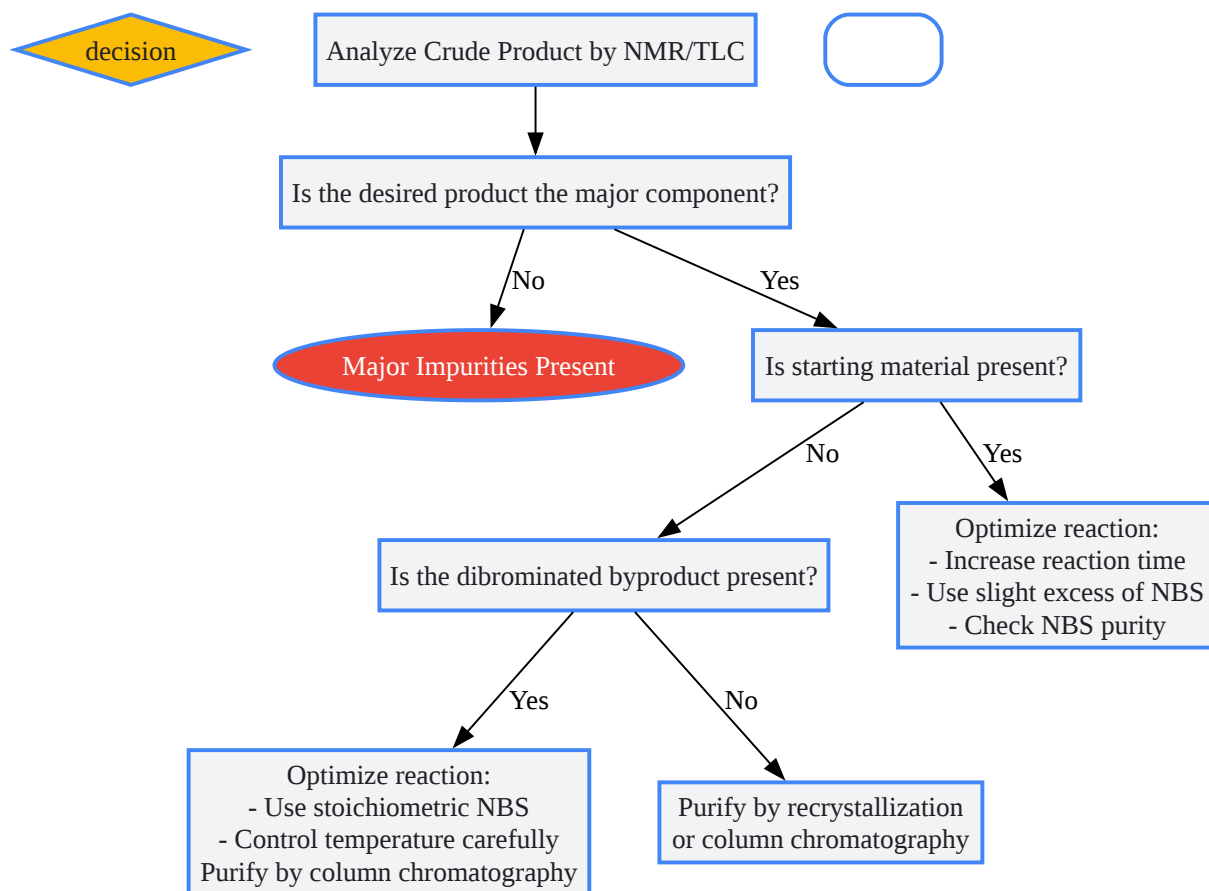 decision
Analyze Crude Product by NMR/TLC
Is the desired product the major component?
No
Yes
Major Impurities Present
Is starting material present?
No
Yes
Is the dibrominated byproduct present?
Optimize reaction:
- Increase reaction time
- Use slight excess of NBS
- Check NBS purity
Yes
No
Optimize reaction:
- Use stoichiometric NBS
- Control temperature carefully
Purify by column chromatography
Purify by recrystallization
or column chromatography